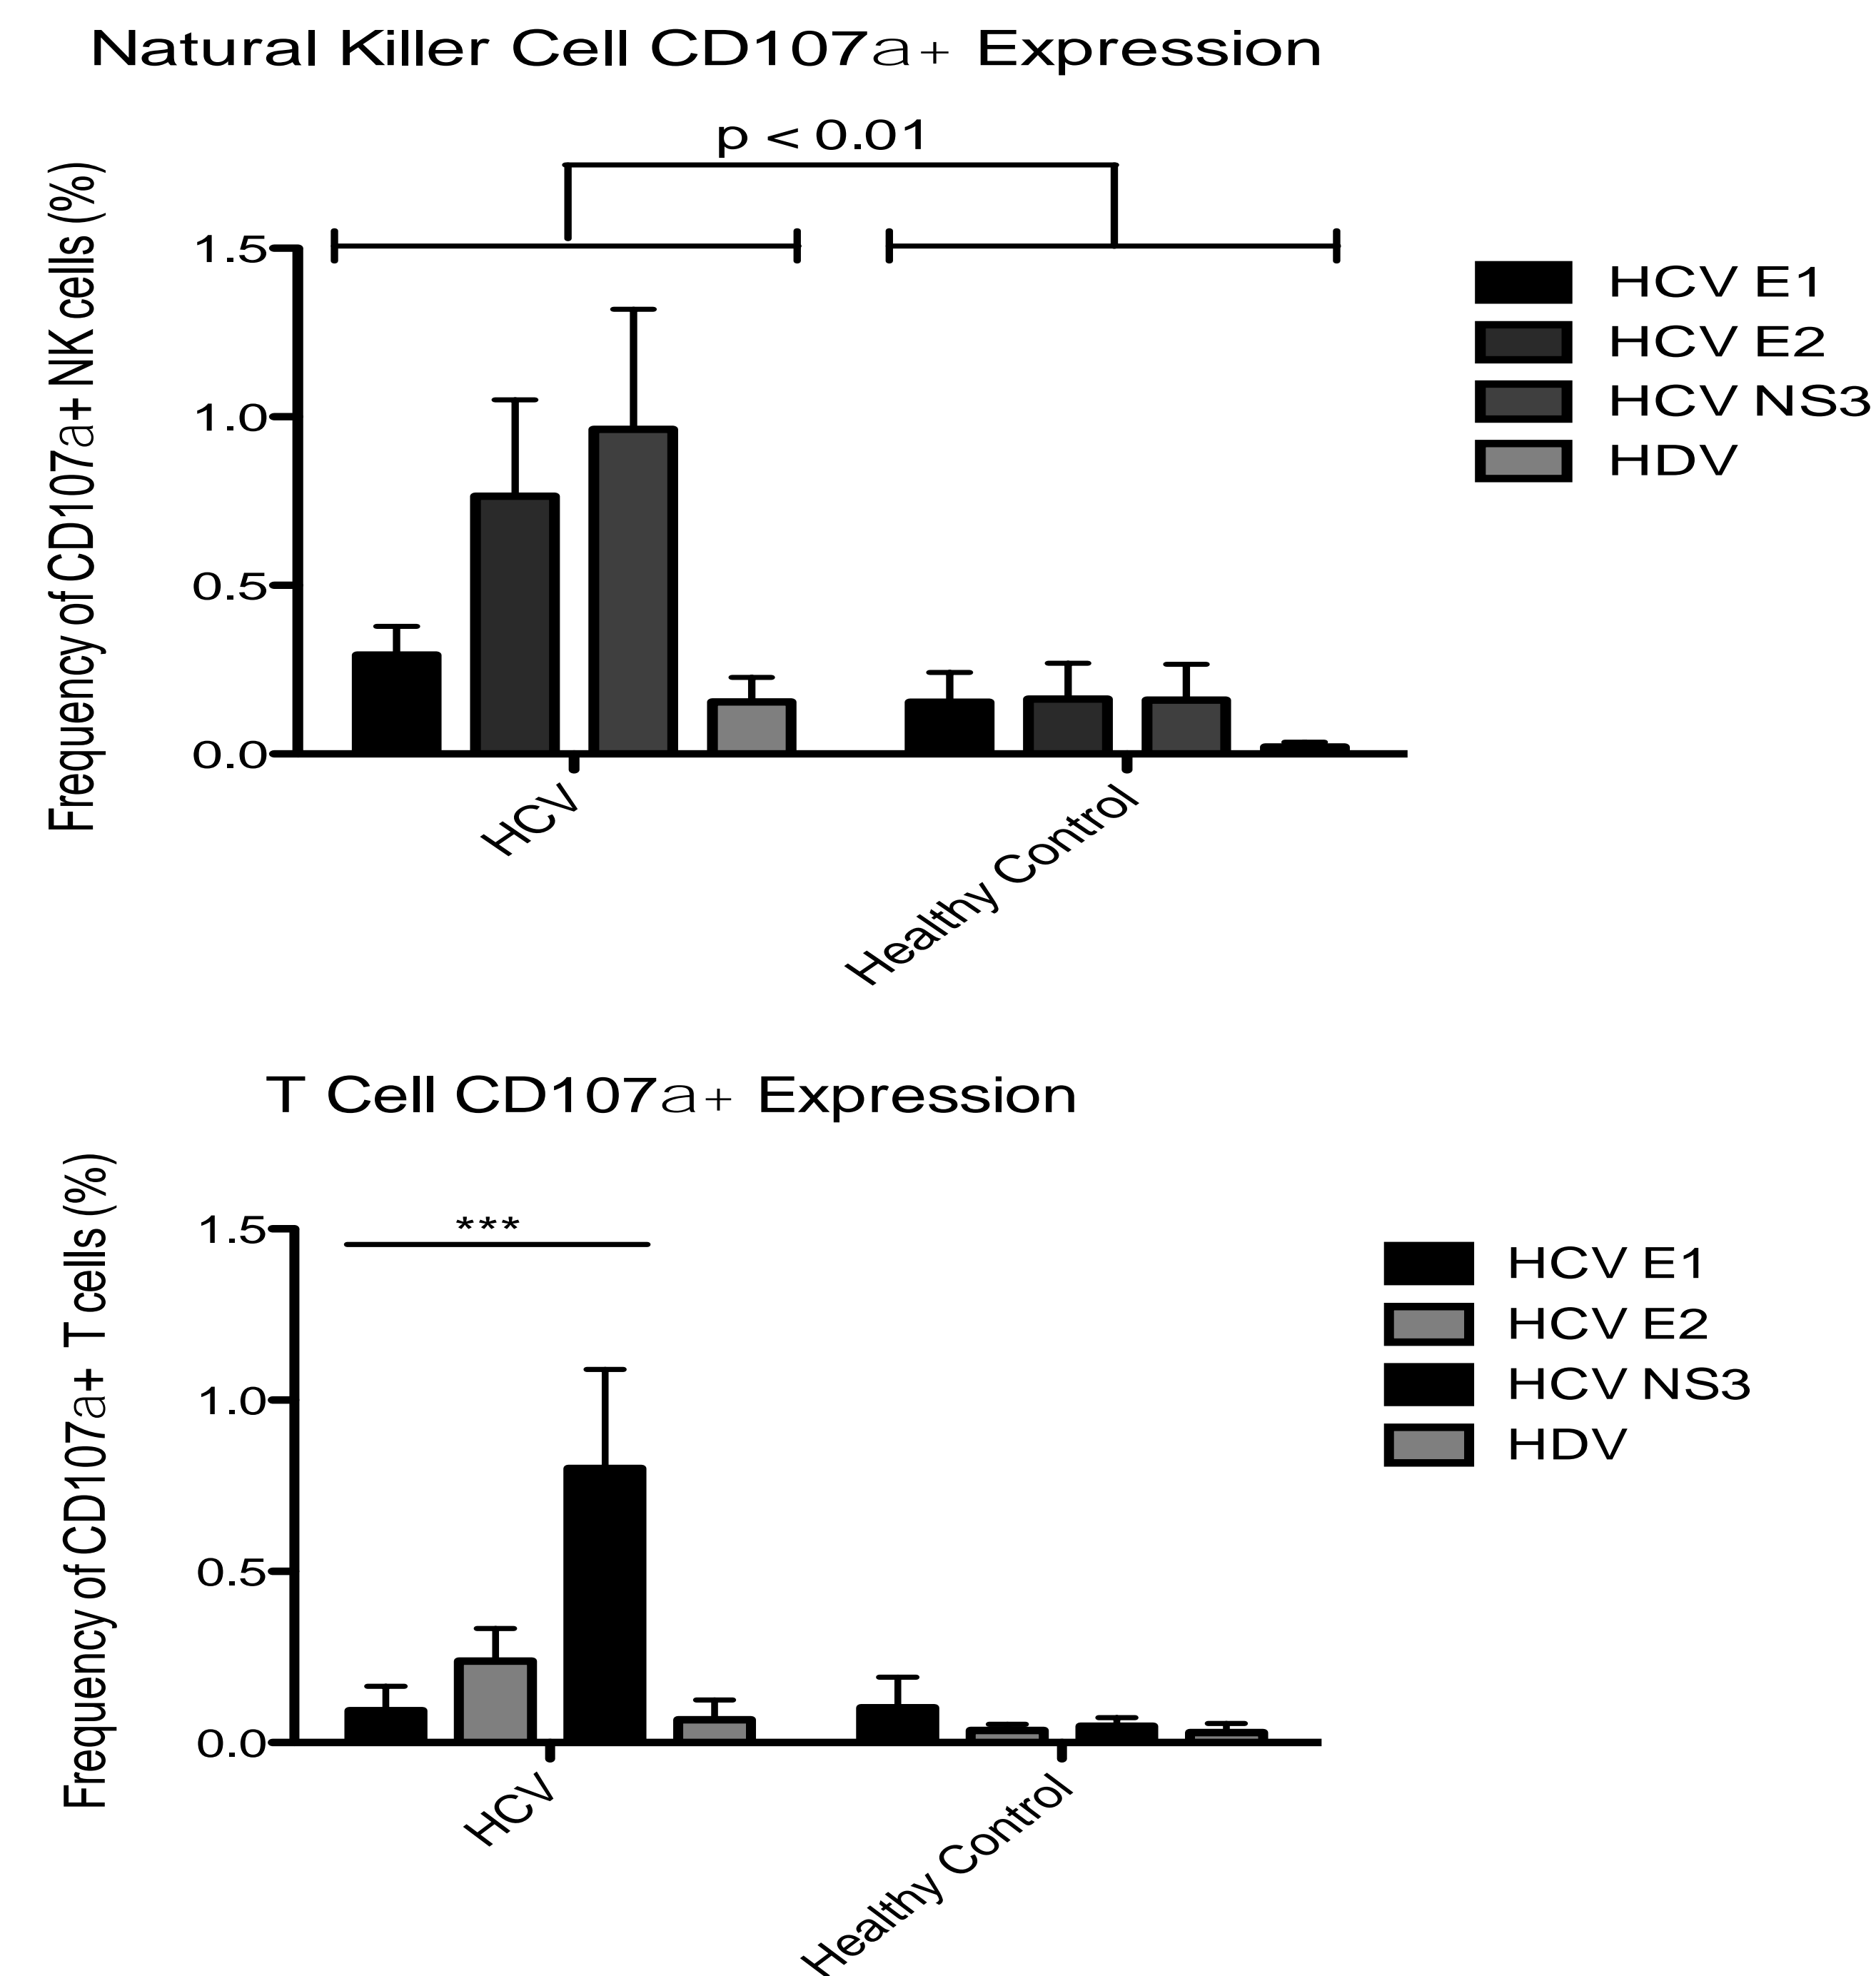 Natural Killer Cell CD107a+ Expression
p < 0.01
Frequency of CD107a+ NK cells (%)
1.5
1.0
0.5
0.0
HCV
Healthy Control
HCV E1
HCV E2
HCV NS3
HDV
T Cell CD107a+ Expression
Frequency of CD107a+ T cells (%)
***
1.5
1.0
0.5
0.0
HCV
Healthy Control
HCV E1
HCV E2
HCV NS3
HDV